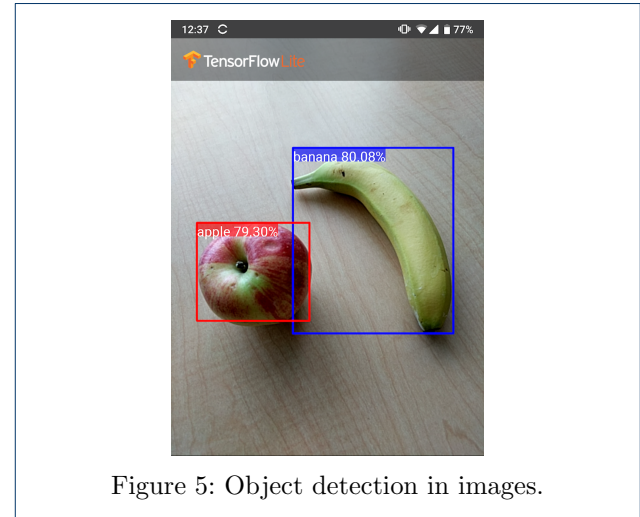 12:37
77%
TensorFlow Lite
banana 80.08%
apple 79.30%
Figure 5: Object detection in images.